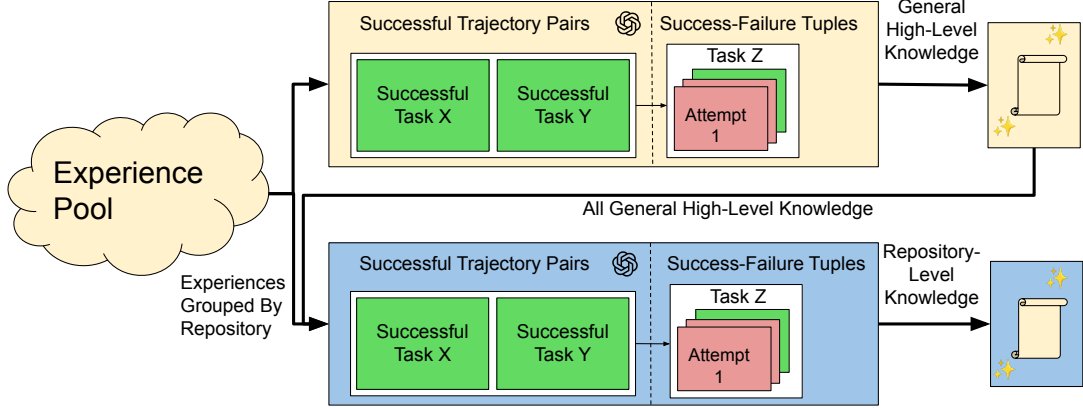 Experience
Pool
Successful Trajectory Pairs
Success-Failure Tuples
Successful
Task X
Successful
Task Y
Task Z
Attempt
1
General
High-Level
Knowledge
All General High-Level Knowledge
Experiences
Grouped By
Repository
Successful Trajectory Pairs
Success-Failure Tuples
Successful
Task X
Successful
Task Y
Task Z
Attempt
1
Repository-
Level
Knowledge